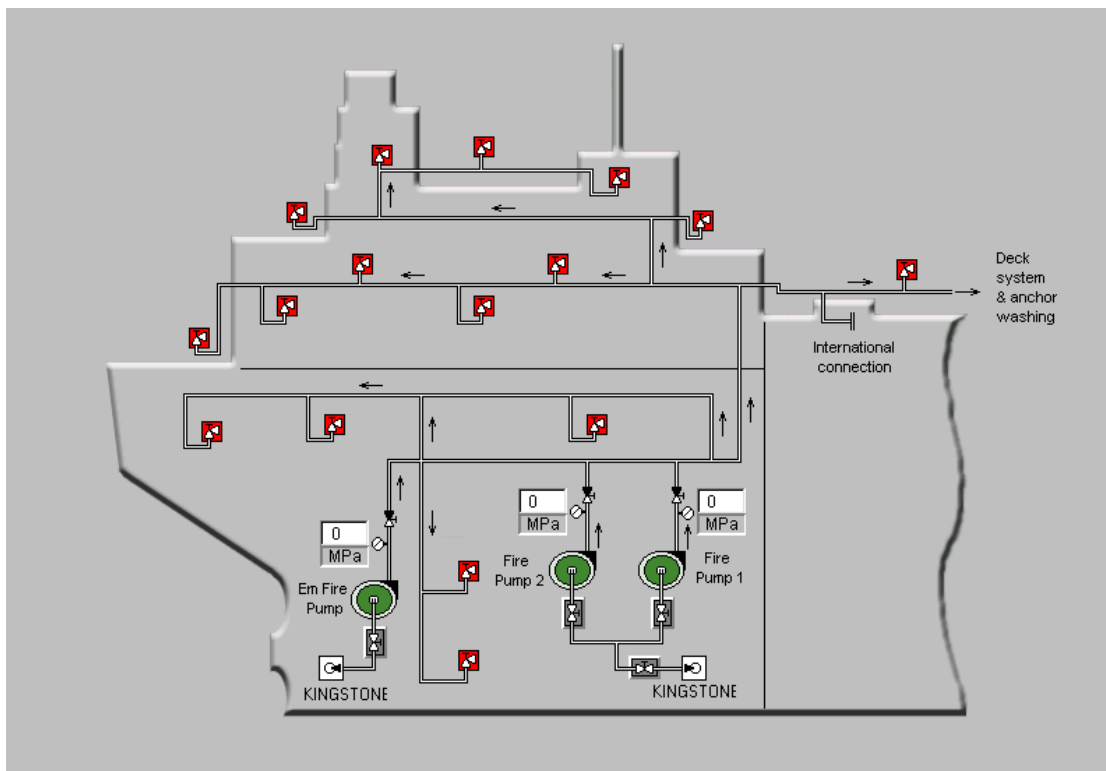 Deck
system
& anchor
washing
International
connection
0
MPa
0
MPa
0
MPa
Fire
Pump 2
Fire
Pump 1
Em Fire
Pump
KINGSTONE
KINGSTONE